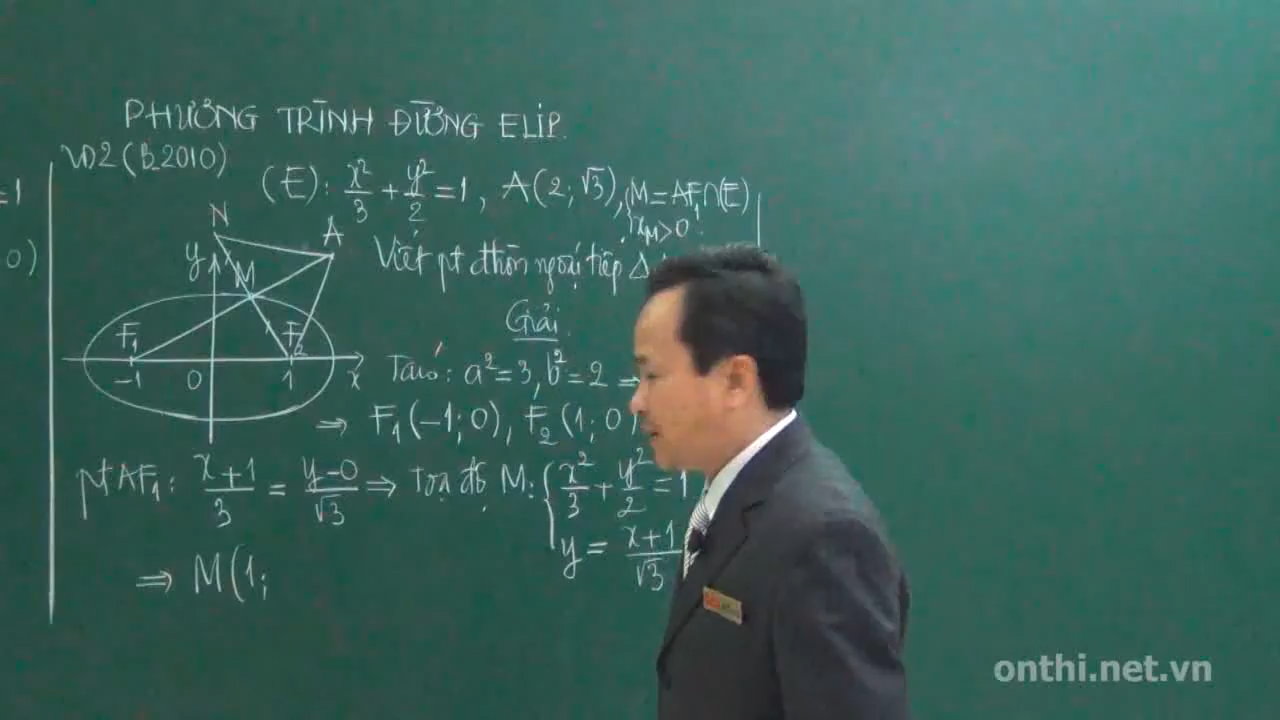 PHƯƠNG TRÌNH ĐƯỜNG ELIP.
VD2 (B.2010)
=1
(E): x²/3 + y²/2 = 1, A(2; √3), { M = AF₁∩(E)
x_M > 0
0)
N
A
y
M
F₁
F₂
-1 0 1 x
Viết pt đtròn ngoại tiếp Δ
Giải.
Ta có: a² = 3, b² = 2 ⇒
⇒ F₁(-1; 0), F₂(1; 0)
pt AF₁: x+1/3 = y-0/√3 ⇒ Toạ độ M: { x²/3 + y²/2 = 1
y = x+1/√3
⇒ M(1;
onthi.net.vn